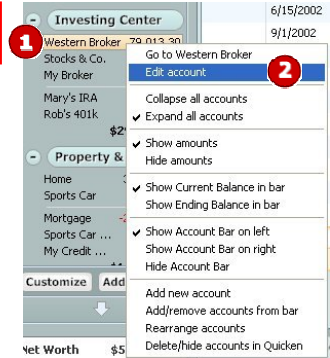 6/15/2002
Investing Center
9/1/2002
1
Western Broker 79,013.30
Go to Western Broker
Stocks & Co.
Edit account
2
My Broker
Mary's IRA
Collapse all accounts
Rob's 401k
Expand all accounts
$2
Show amounts
Property &
Hide amounts
Home
Sports Car
Show Current Balance in bar
Show Ending Balance in bar
Mortgage
Sports Car ...
Show Account Bar on left
My Credit ...
Show Account Bar on right
Hide Account Bar
Customize Add
Add new account
Add/remove accounts from bar
Rearrange accounts
Net Worth $5
Delete/hide accounts in Quicken